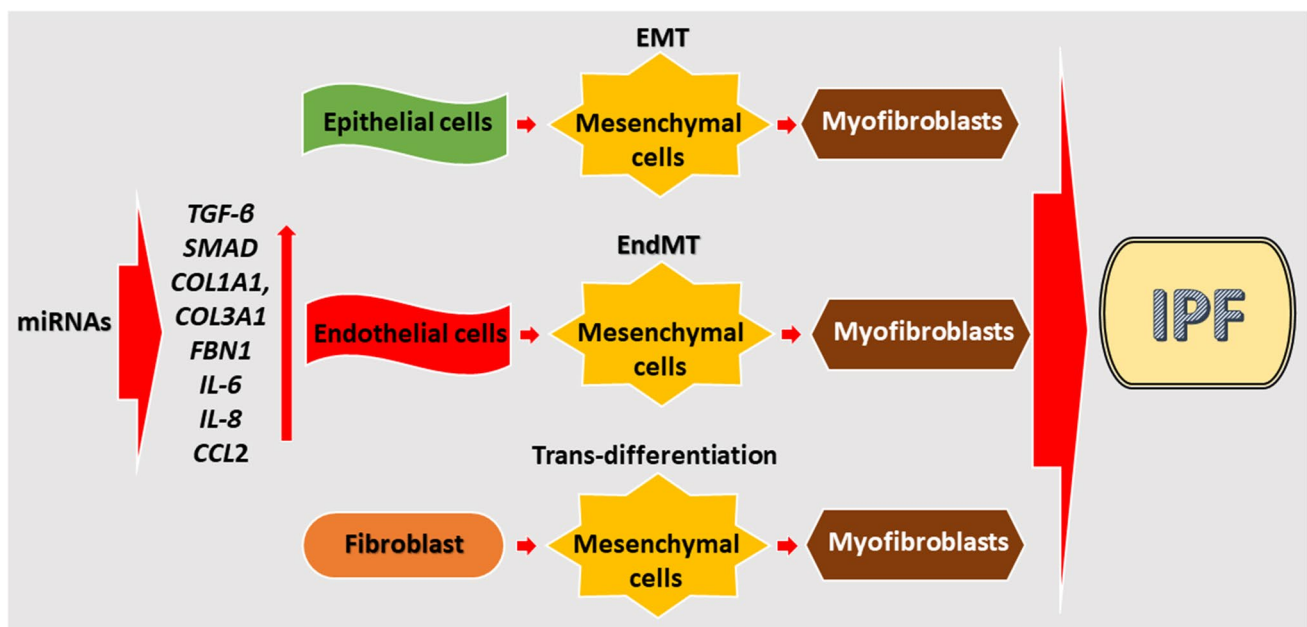 miRNAs
TGF-β
SMAD
COL1A1,
COL3A1
FBN1
IL-6
IL-8
CCL2
EMT
Epithelial cells
Mesenchymal
cells
Myofibroblasts
EndMT
Endothelial cells
Mesenchymal
cells
Myofibroblasts
Trans-differentiation
Fibroblast
Mesenchymal
cells
Myofibroblasts
IPF